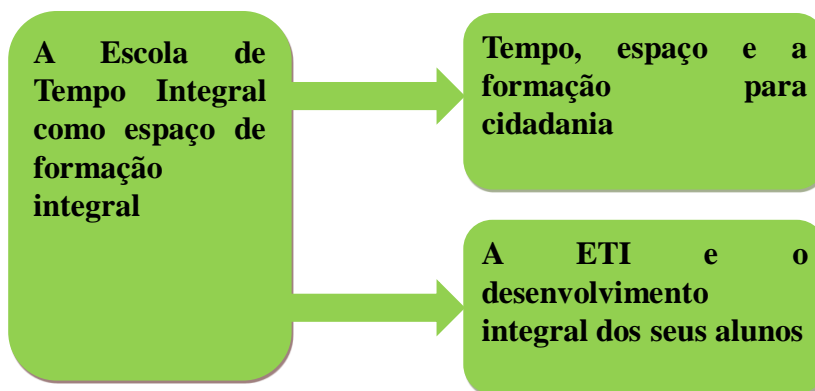 A Escola de
Tempo Integral
como espaço de
formação
integral
Tempo, espaço e a
formação para
cidadania
A ETI e o
desenvolvimento
integral dos seus alunos